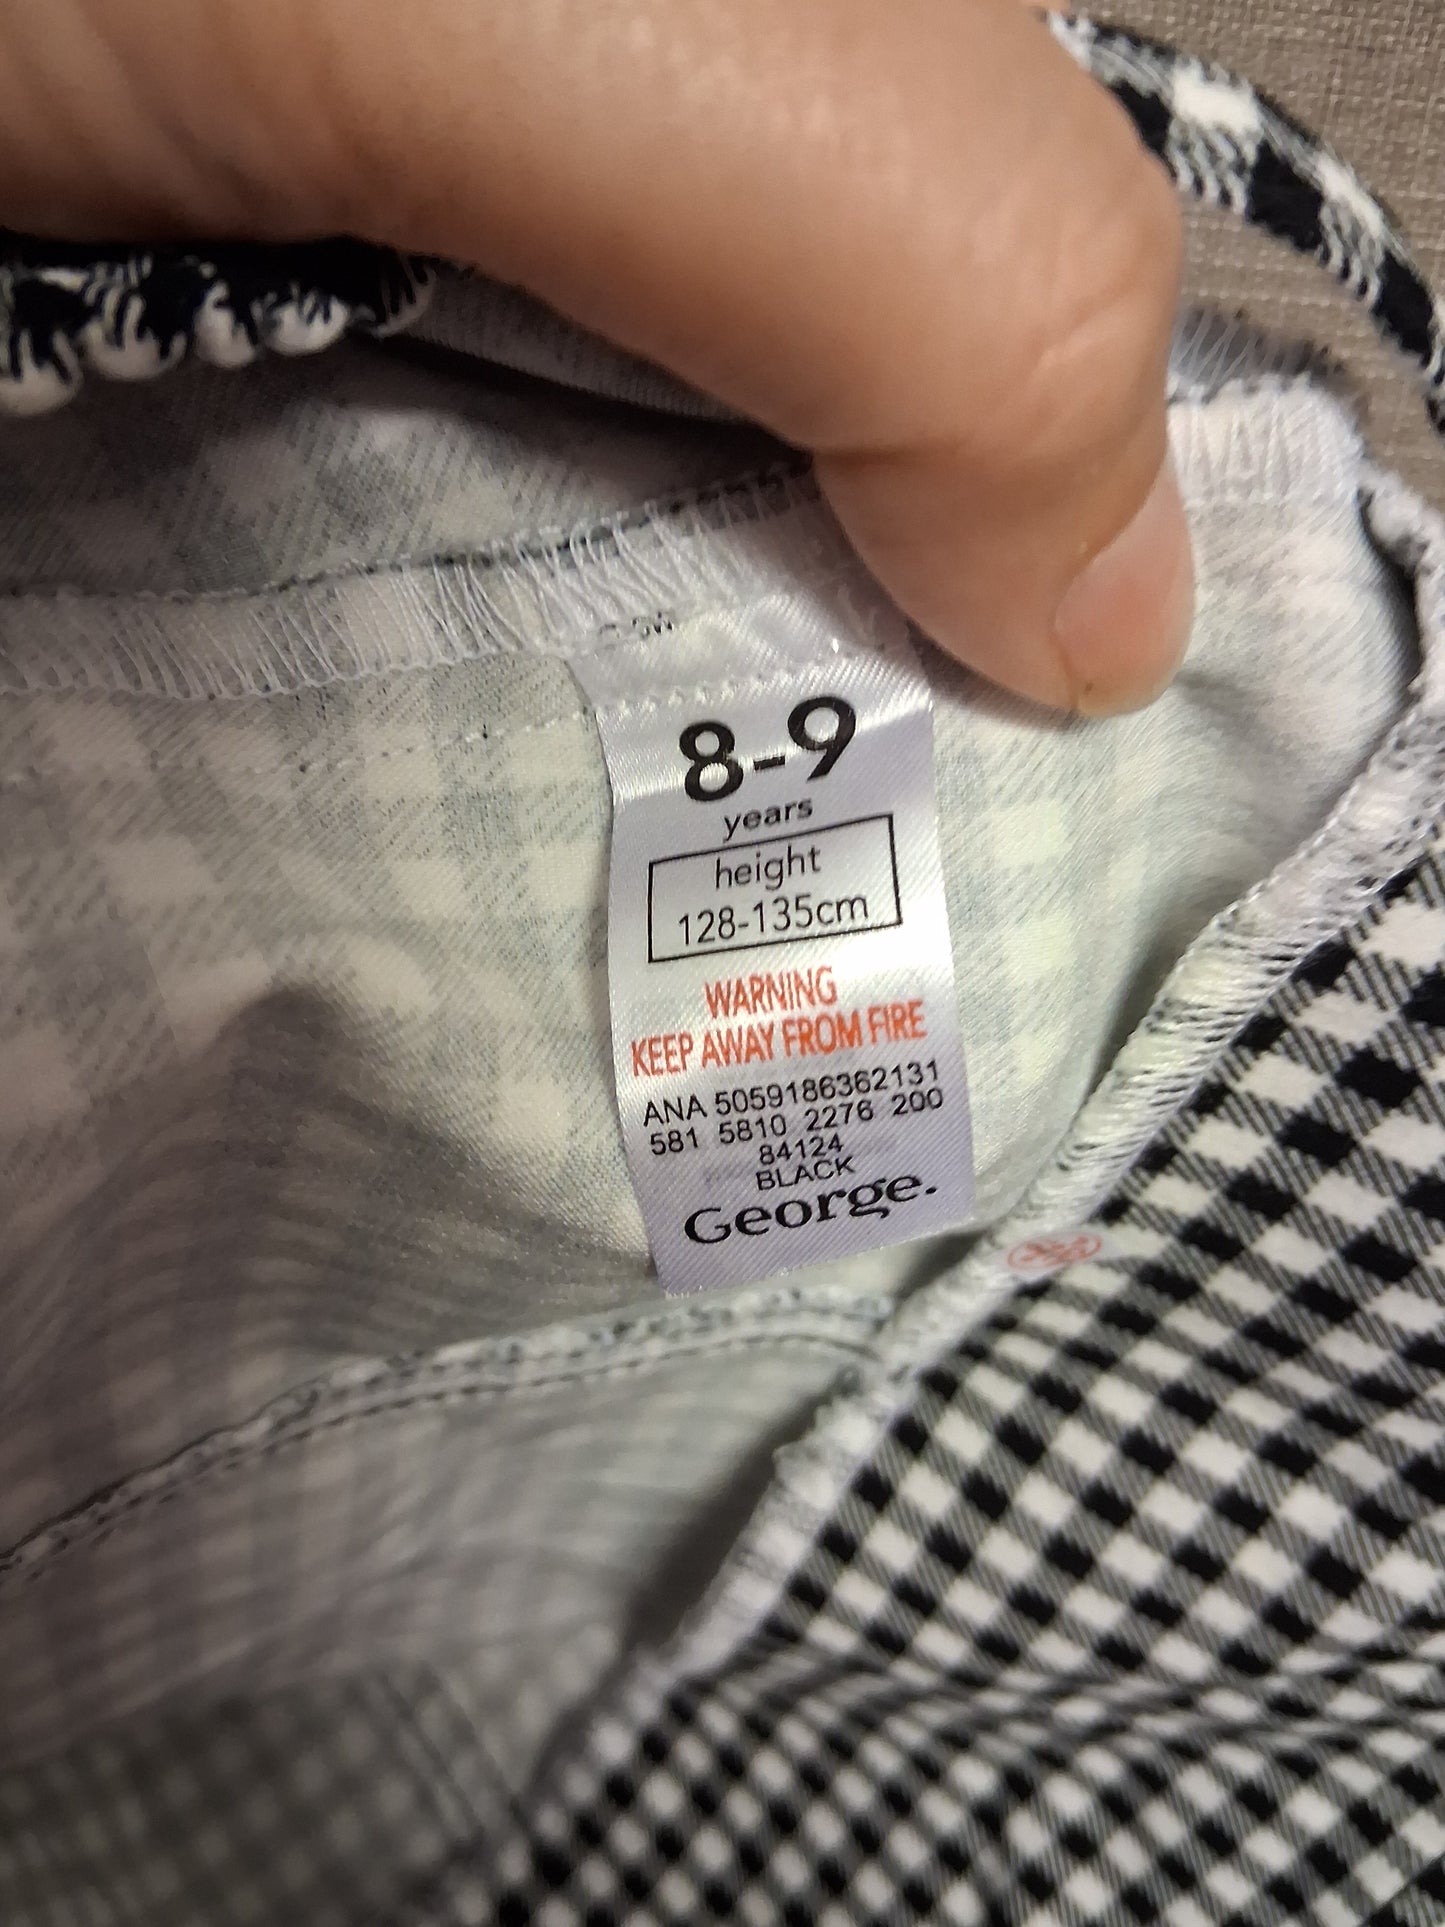 8-9
years
height
128-135cm
WARNING
KEEP AWAY FROM FIRE
ANA 5059186362131
581 5810 2276 200
84124
BLACK
George.